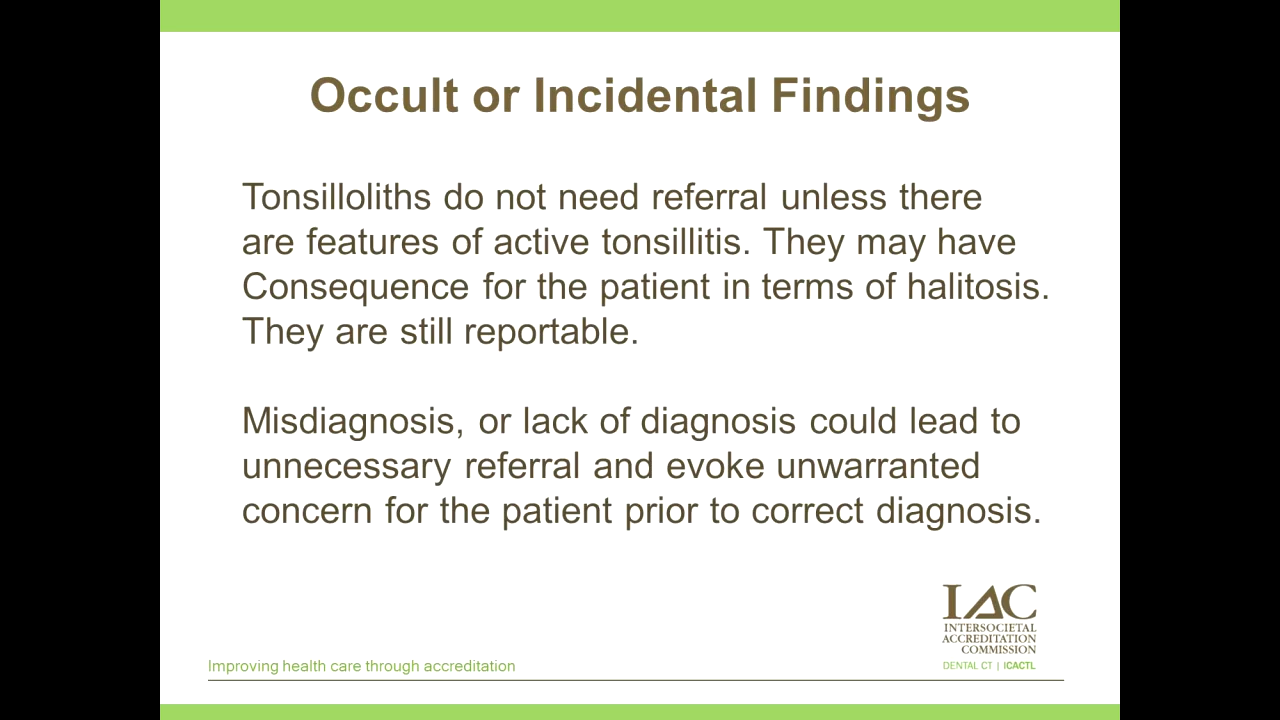 Occult or Incidental Findings
Tonsilloliths do not need referral unless there
are features of active tonsillitis. They may have
Consequence for the patient in terms of halitosis.
They are still reportable.
Misdiagnosis, or lack of diagnosis could lead to
unnecessary referral and evoke unwarranted
concern for the patient prior to correct diagnosis.
IAC
INTERSOCIETAL
ACCREDITATION
COMMISSION
DENTAL CT | ICACTL
Improving health care through accreditation